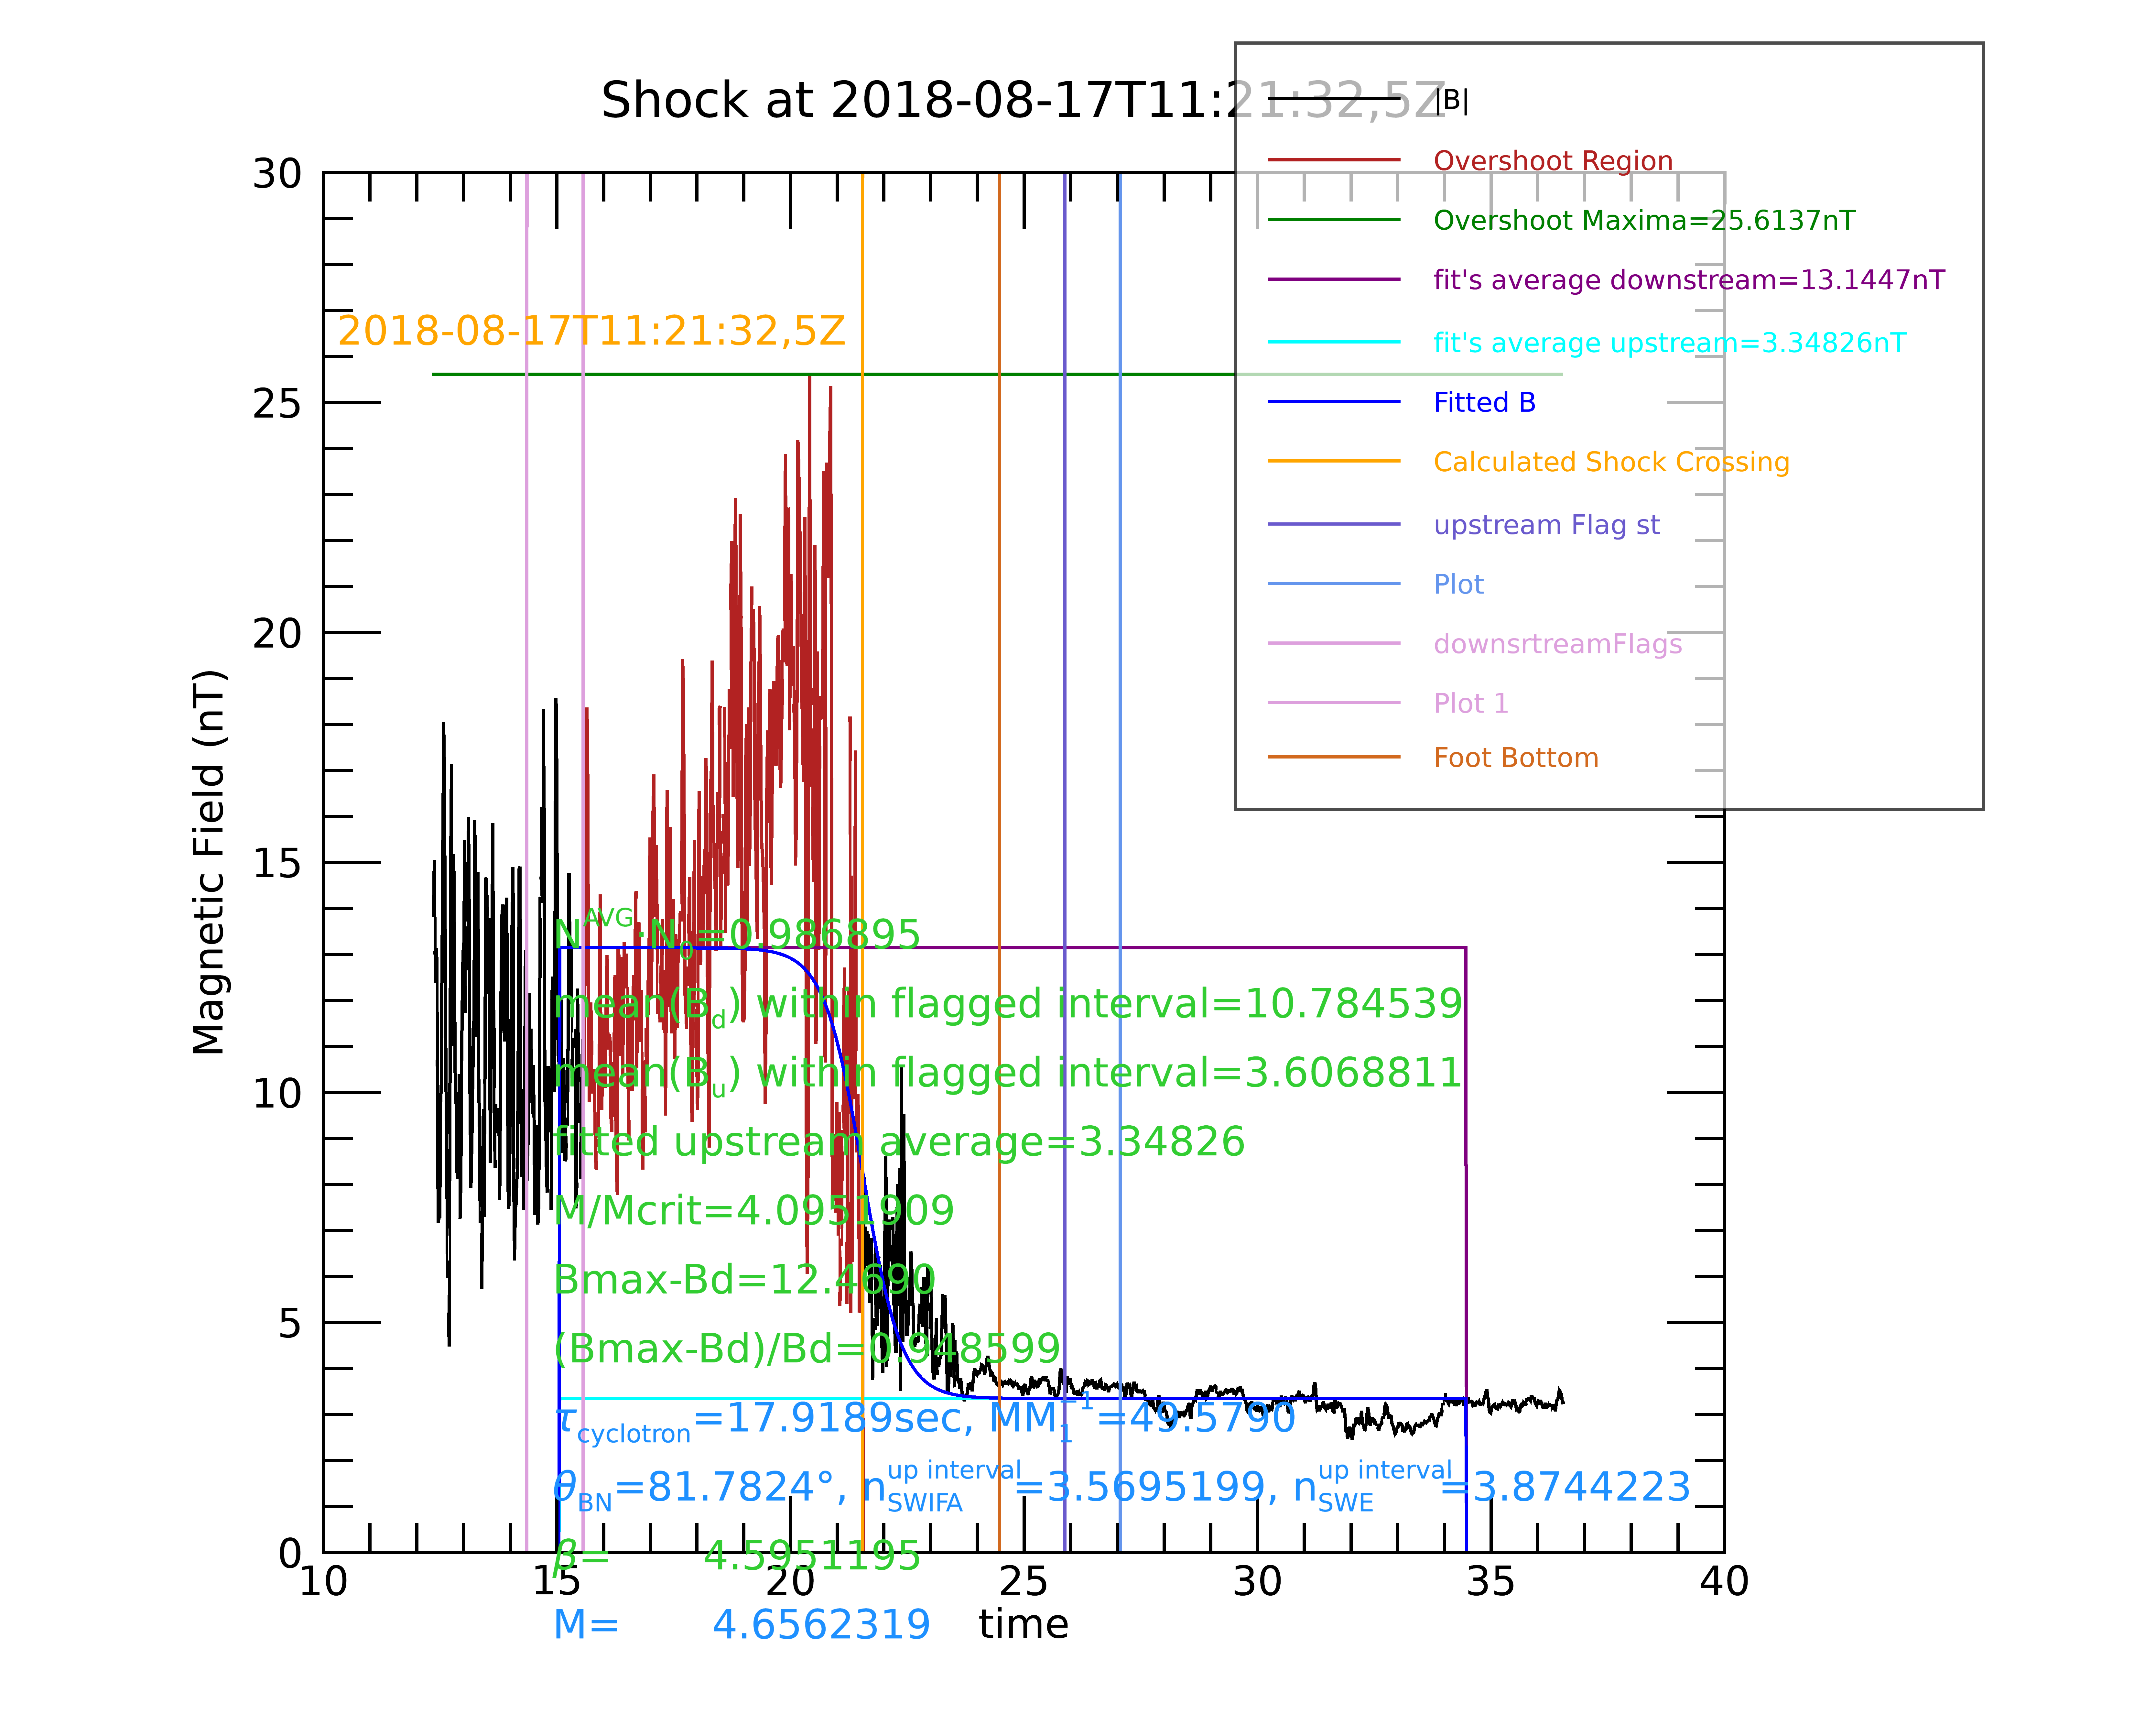 Shock at 2018-08-17T11:21:32,5Z
|B|
Overshoot Region
Overshoot Maxima=25.6137nT
fit's average downstream=13.1447nT
fit's average upstream=3.34826nT
Fitted B
Calculated Shock Crossing
upstream Flag st
Plot
downsrtreamFlags
Plot 1
Foot Bottom
2018-08-17T11:21:32,5Z
30
25
20
15
10
5
0
Magnetic Field (nT)
N^AVG·N_0=0.986895
mean(B_d) within flagged interval=10.784539
mean(B_u) within flagged interval=3.6068811
fitted upstream average=3.34826
M/Mcrit=4.0951909
Bmax-Bd=12.4690
(Bmax-Bd)/Bd=0.948599
τ_cyclotron=17.9189sec, MM_1^-1=49.5790
θ_BN=81.7824°, n_SWIFA^up interval=3.5695199, n_SWE^up interval=3.8744223
β= 4.5951195
10 15 20 25 30 35 40
M= 4.6562319
time